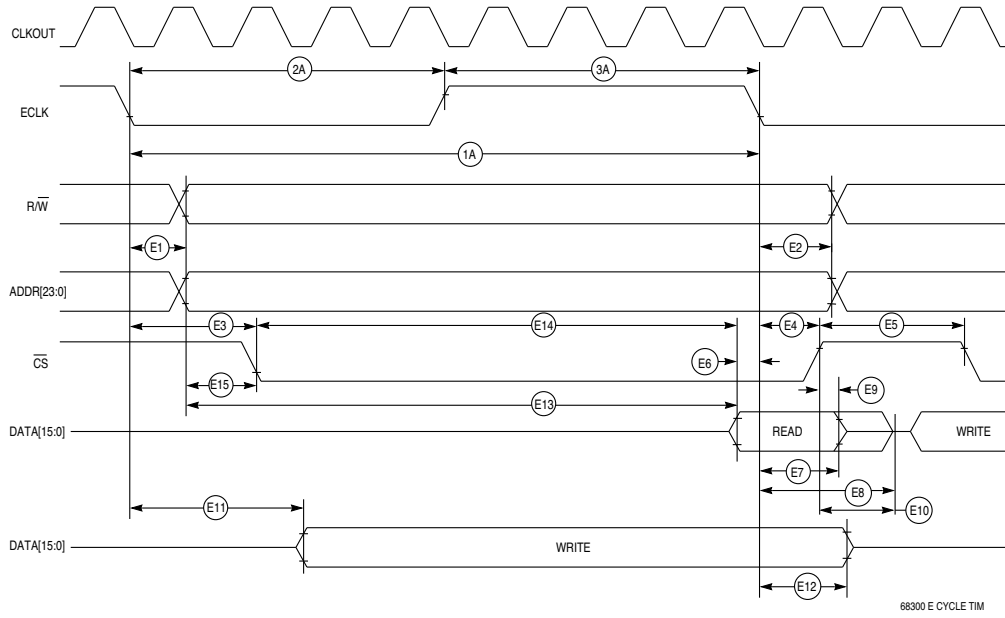 CLKOUT
2A
3A
ECLK
1A
R/W̅
E1
E2
ADDR[23:0]
E3
E14
E4
E5
C̅S̅
E6
E15
E9
E13
DATA[15:0]
READ
WRITE
E7
E8
E11
E10
DATA[15:0]
WRITE
E12
68300 E CYCLE TIM